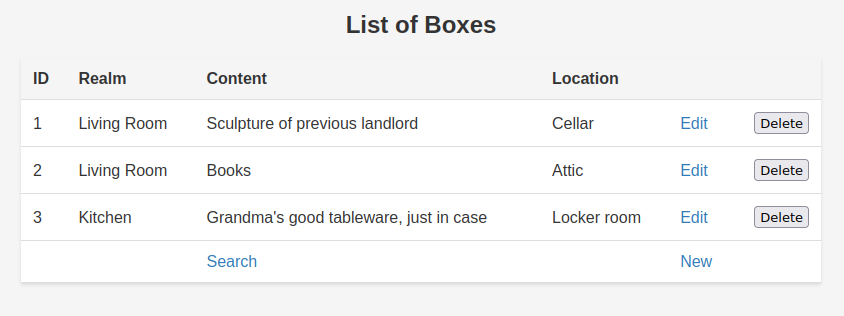 List of Boxes
ID Realm Content Location
1 Living Room Sculpture of previous landlord Cellar Edit Delete
2 Living Room Books Attic Edit Delete
3 Kitchen Grandma's good tableware, just in case Locker room Edit Delete
Search New